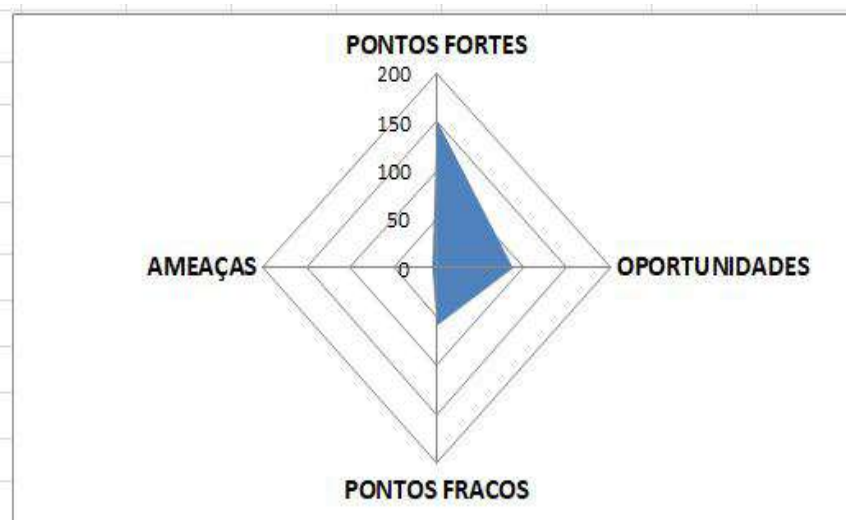 PONTOS FORTES
200
150
100
50
0
AMEAÇAS
OPORTUNIDADES
PONTOS FRACOS